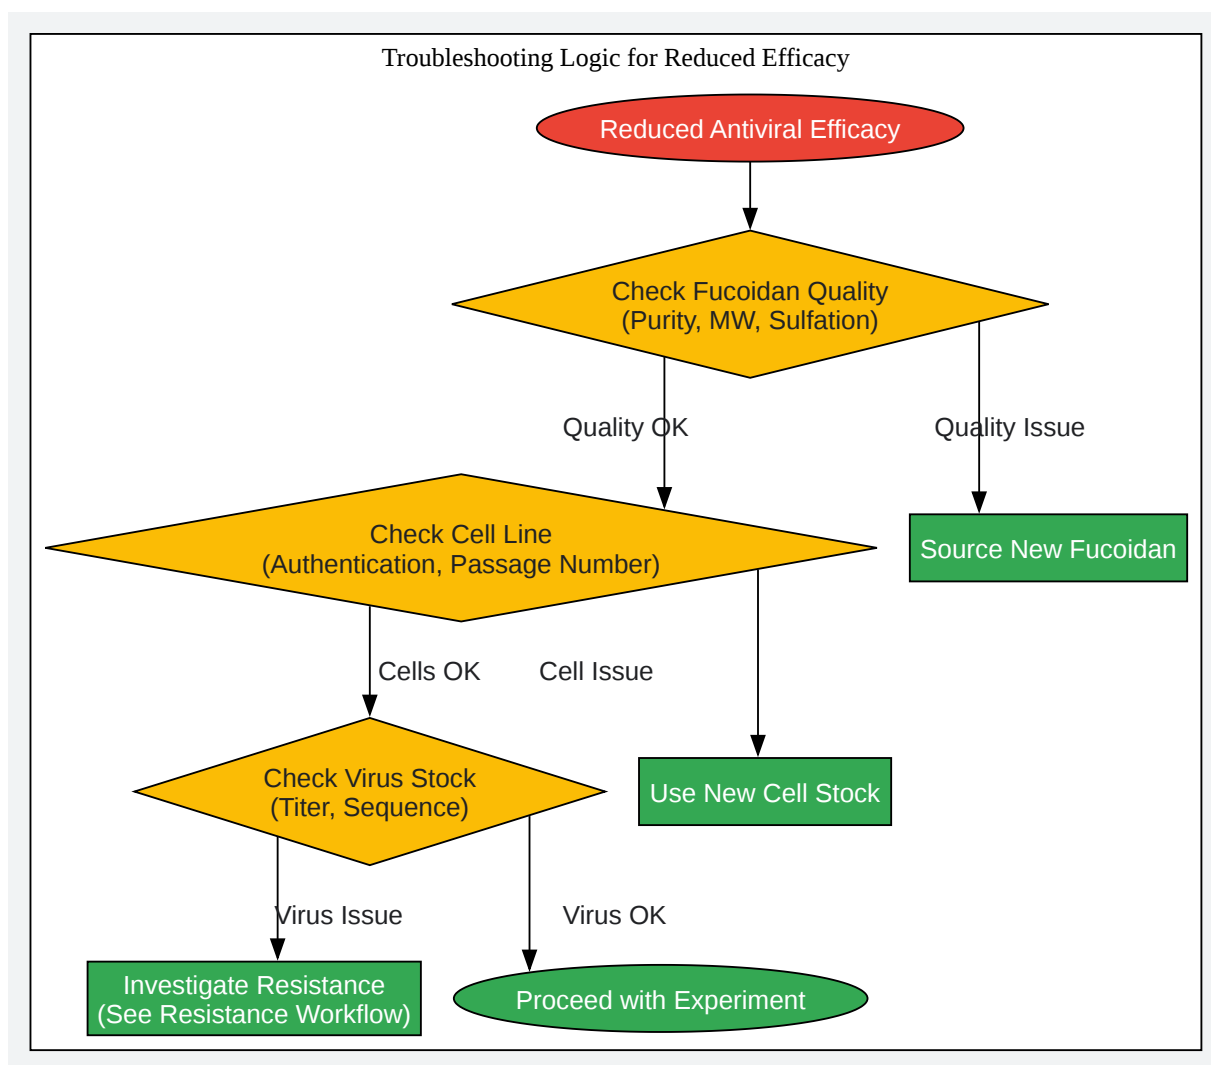 Troubleshooting Logic for Reduced Efficacy
Reduced Antiviral Efficacy
Check Fucoidan Quality
(Purity, MW, Sulfation)
Quality OK
Quality Issue
Check Cell Line
(Authentication, Passage Number)
Source New Fucoidan
Cells OK
Cell Issue
Check Virus Stock
(Titer, Sequence)
Use New Cell Stock
Virus Issue
Virus OK
Investigate Resistance
(See Resistance Workflow)
Proceed with Experiment